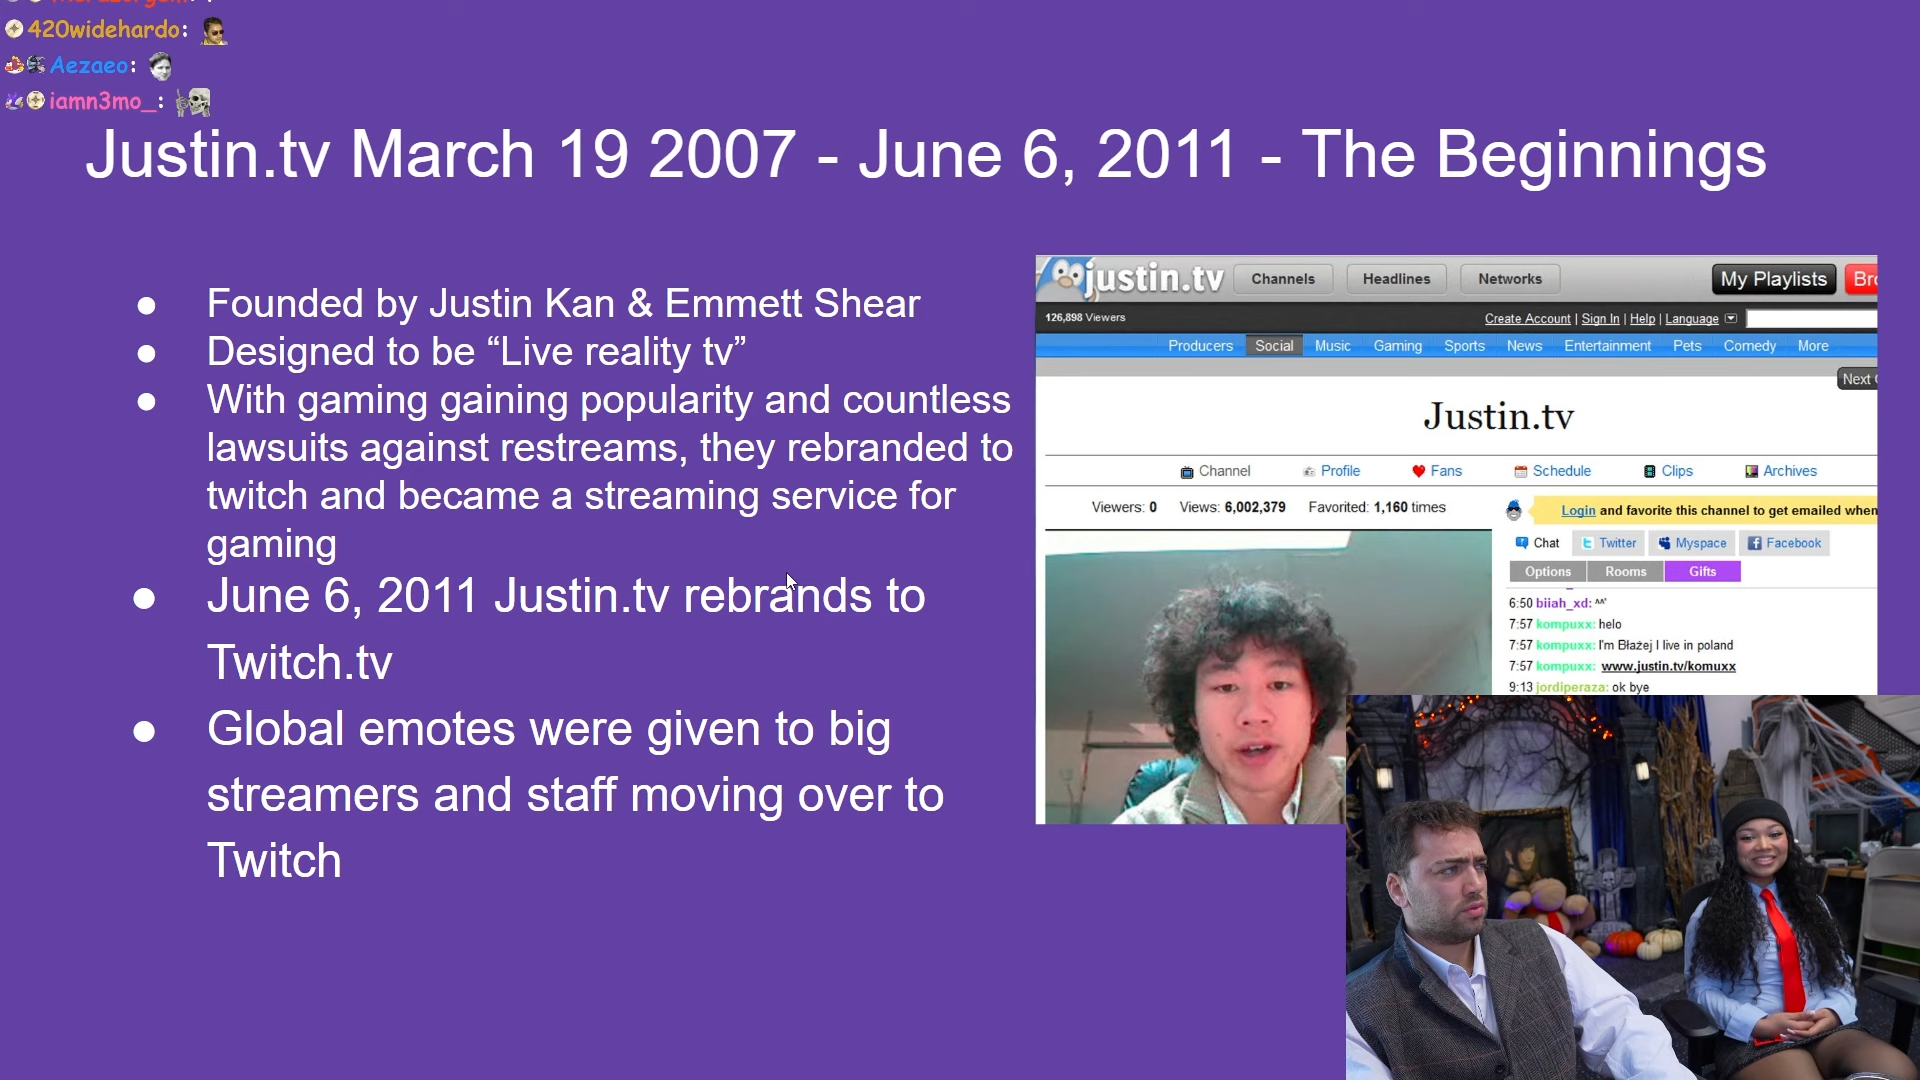 420widehardo:
Aezaeo:
iamn3mo_:
Justin.tv March 19 2007 - June 6, 2011 - The Beginnings
● Founded by Justin Kan & Emmett Shear
● Designed to be “Live reality tv”
● With gaming gaining popularity and countless
lawsuits against restreams, they rebranded to
twitch and became a streaming service for
gaming
● June 6, 2011 Justin.tv rebrands to
Twitch.tv
● Global emotes were given to big
streamers and staff moving over to
Twitch
justin.tv Channels Headlines Networks My Playlists Bro
126,898 Viewers Create Account | Sign In | Help | Language
Producers Social Music Gaming Sports News Entertainment Pets Comedy More
Next
Justin.tv
Channel Profile Fans Schedule Clips Archives
Viewers: 0 Views: 6,002,379 Favorited: 1,160 times
Login and favorite this channel to get emailed when
Chat Twitter Myspace Facebook
Options Rooms Gifts
6:50 biiah_xd: ^^'
7:57 kompuxx: helo
7:57 kompuxx: I'm Błażej I live in poland
7:57 kompuxx: www.justin.tv/komuxx
9:13 jordiperaza: ok bye